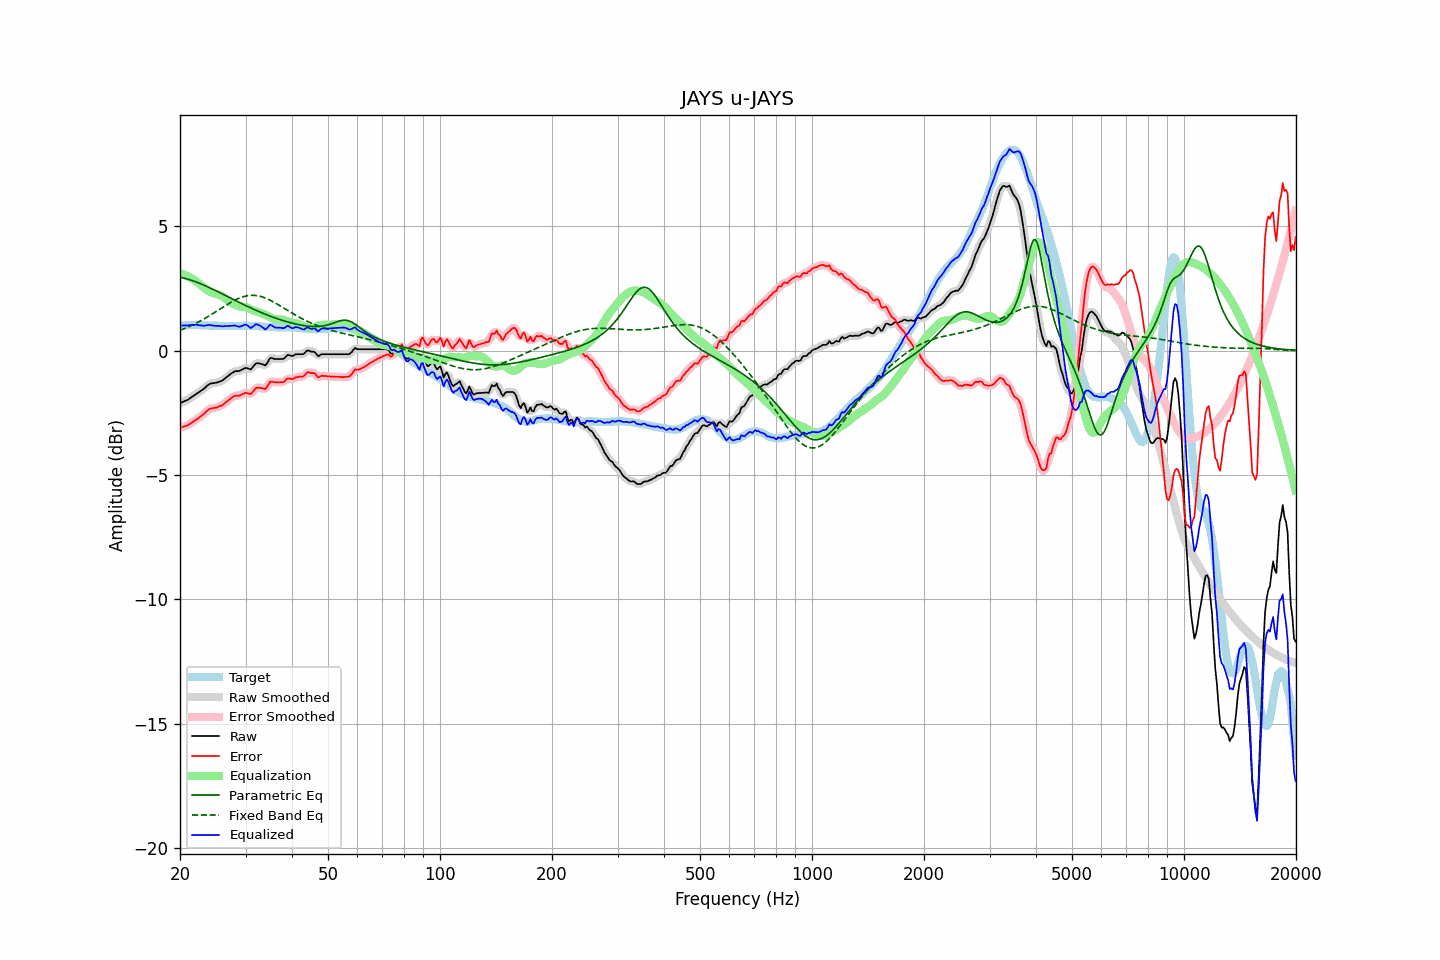 JAYS u-JAYS
Amplitude (dBr)
5
0
−5
−10
−15
−20
Target
Raw Smoothed
Error Smoothed
Raw
Error
Equalization
Parametric Eq
Fixed Band Eq
Equalized
20
50
100
200
500
1000
2000
5000
10000
20000
Frequency (Hz)